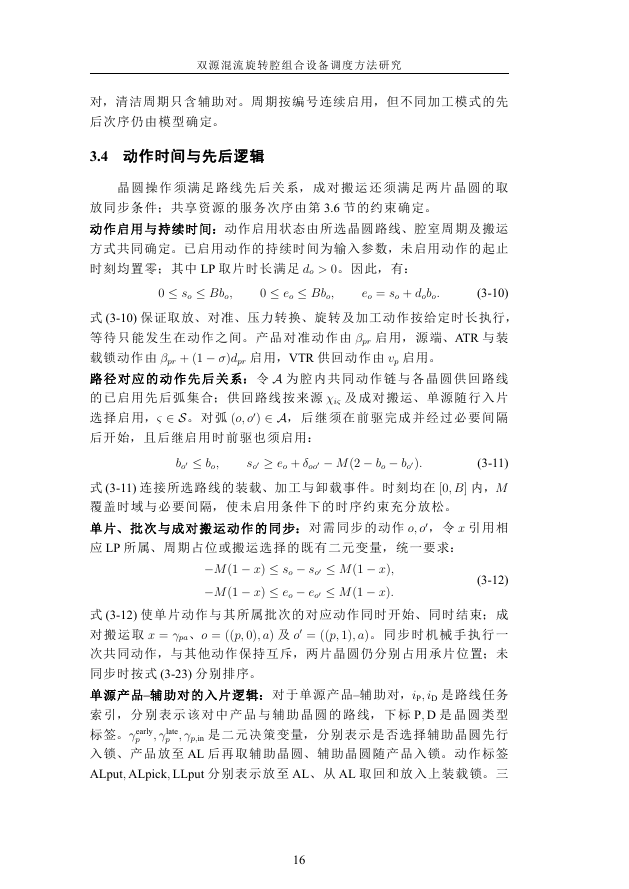 双源混流旋转腔组合设备调度方法研究
对，清洁周期只含辅助对。周期按编号连续启用，但不同加工模式的先
后次序仍由模型确定。
3.4 动作时间与先后逻辑
晶圆操作须满足路线先后关系，成对搬运还须满足两片晶圆的取
放同步条件；共享资源的服务次序由第 3.6 节的约束确定。
动作启用与持续时间：动作启用状态由所选晶圆路线、腔室周期及搬运
方式共同确定。已启用动作的持续时间为输入参数，未启用动作的起止
时刻均置零；其中 LP 取片时长满足 d_o > 0。因此，有：
0 ≤ s_o ≤ Bb_o, 0 ≤ e_o ≤ Bb_o, e_o = s_o + d_o b_o. (3-10)
式 (3-10) 保证取放、对准、压力转换、旋转及加工动作按给定时长执行，
等待只能发生在动作之间。产品对准动作由 β_{pr} 启用，源端、ATR 与装
载锁动作由 β_{pr} + (1 − σ)d_{pr} 启用，VTR 供回动作由 υ_p 启用。
路径对应的动作先后关系：令 𝒜 为腔内共同动作链与各晶圆供回路线
的已启用先后弧集合；供回路线按来源 χ_{iς} 及成对搬运、单源随行入片
选择启用，ς ∈ 𝒮。对弧 (o, o′) ∈ 𝒜，后继须在前驱完成并经过必要间隔
后开始，且后继启用时前驱也须启用：
b_{o′} ≤ b_o, s_{o′} ≥ e_o + δ_{oo′} − M(2 − b_o − b_{o′}). (3-11)
式 (3-11) 连接所选路线的装载、加工与卸载事件。时刻均在 [0, B] 内，M
覆盖时域与必要间隔，使未启用条件下的时序约束充分放松。
单片、批次与成对搬运动作的同步：对需同步的动作 o, o′，令 x 引用相
应 LP 所属、周期占位或搬运选择的既有二元变量，统一要求：
−M(1 − x) ≤ s_o − s_{o′} ≤ M(1 − x),
−M(1 − x) ≤ e_o − e_{o′} ≤ M(1 − x). (3-12)
式 (3-12) 使单片动作与其所属批次的对应动作同时开始、同时结束；成
对搬运取 x = γ_{pa}、o = ((p, 0), a) 及 o′ = ((p, 1), a)。同步时机械手执行一
次共同动作，与其他动作保持互斥，两片晶圆仍分别占用承片位置；未
同步时按式 (3-23) 分别排序。
单源产品–辅助对的入片逻辑：对于单源产品–辅助对，i_P, i_D 是路线任务
索引，分别表示该对中产品与辅助晶圆的路线，下标 P, D 是晶圆类型
标签。γ_p^{early}, γ_p^{late}, γ_{p,in} 是二元决策变量，分别表示是否选择辅助晶圆先行
入锁、产品放至 AL 后再取辅助晶圆、辅助晶圆随产品入锁。动作标签
ALput, ALpick, LLput 分别表示放至 AL、从 AL 取回和放入上装载锁。三
16